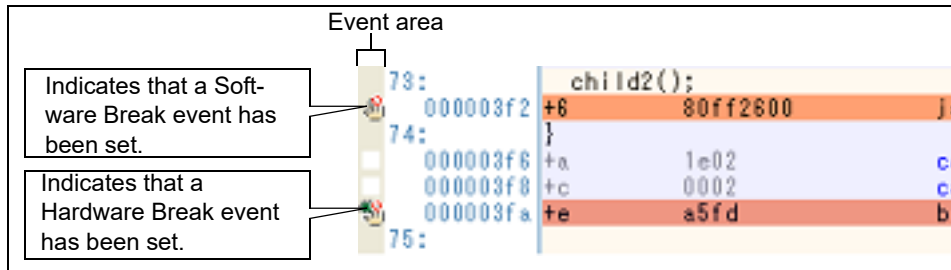 Event area
Indicates that a Soft-
ware Break event has
been set.
Indicates that a
Hardware Break event
has been set.
73: child2();
000003f2 +6 80ff2600 j
74: }
000003f6 +a 1e02 c
000003f8 +c 0002 c
000003fa +e a5fd b
75: